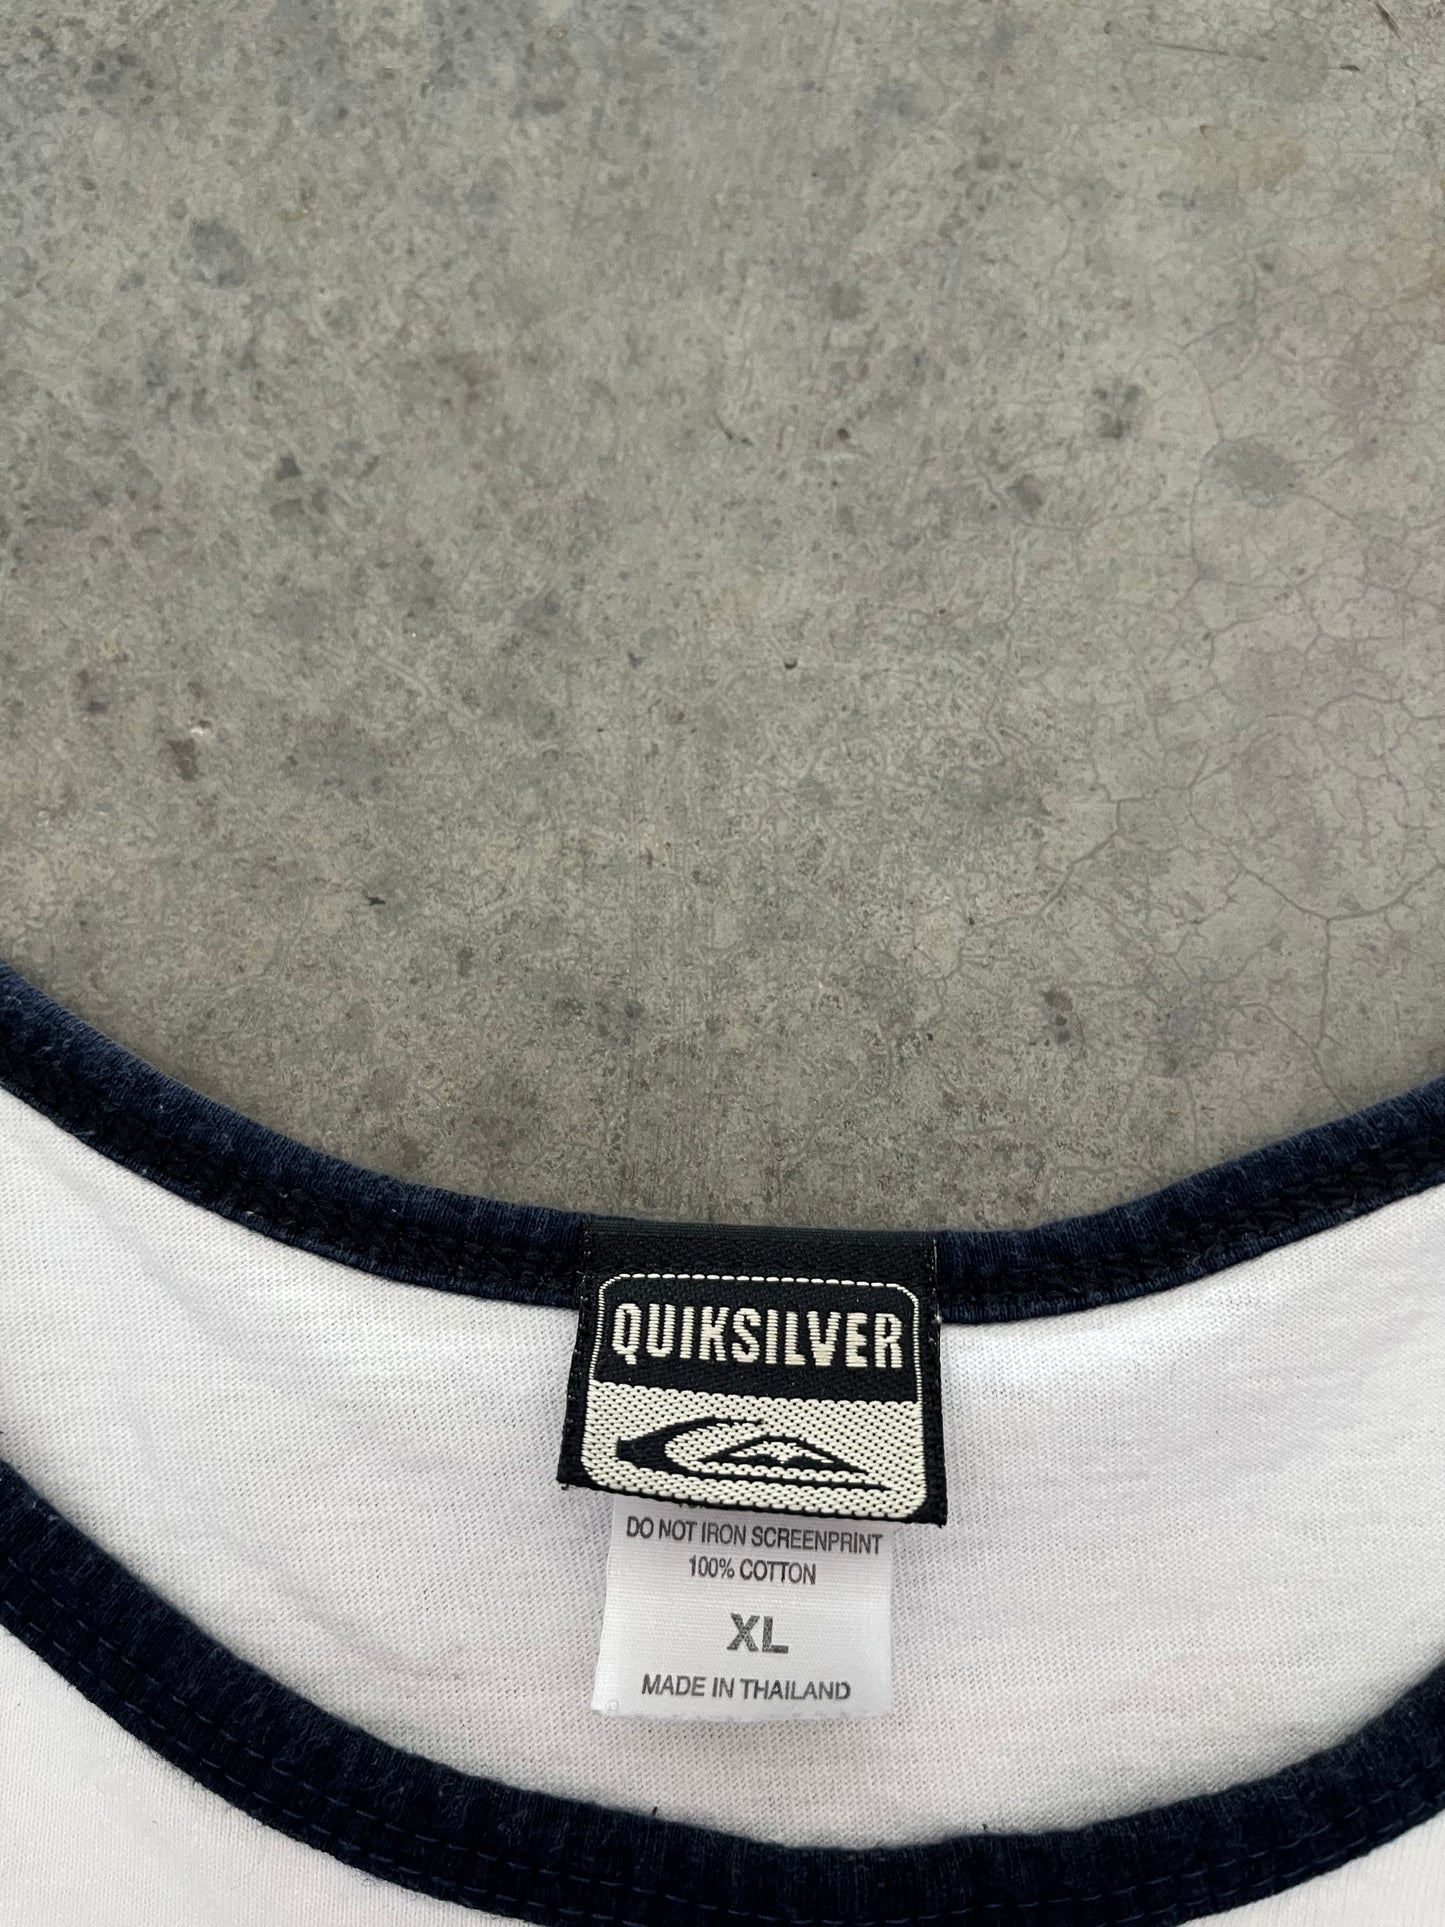 QUIKSILVER
DO NOT IRON SCREENPRINT
100% COTTON
XL
MADE IN THAILAND